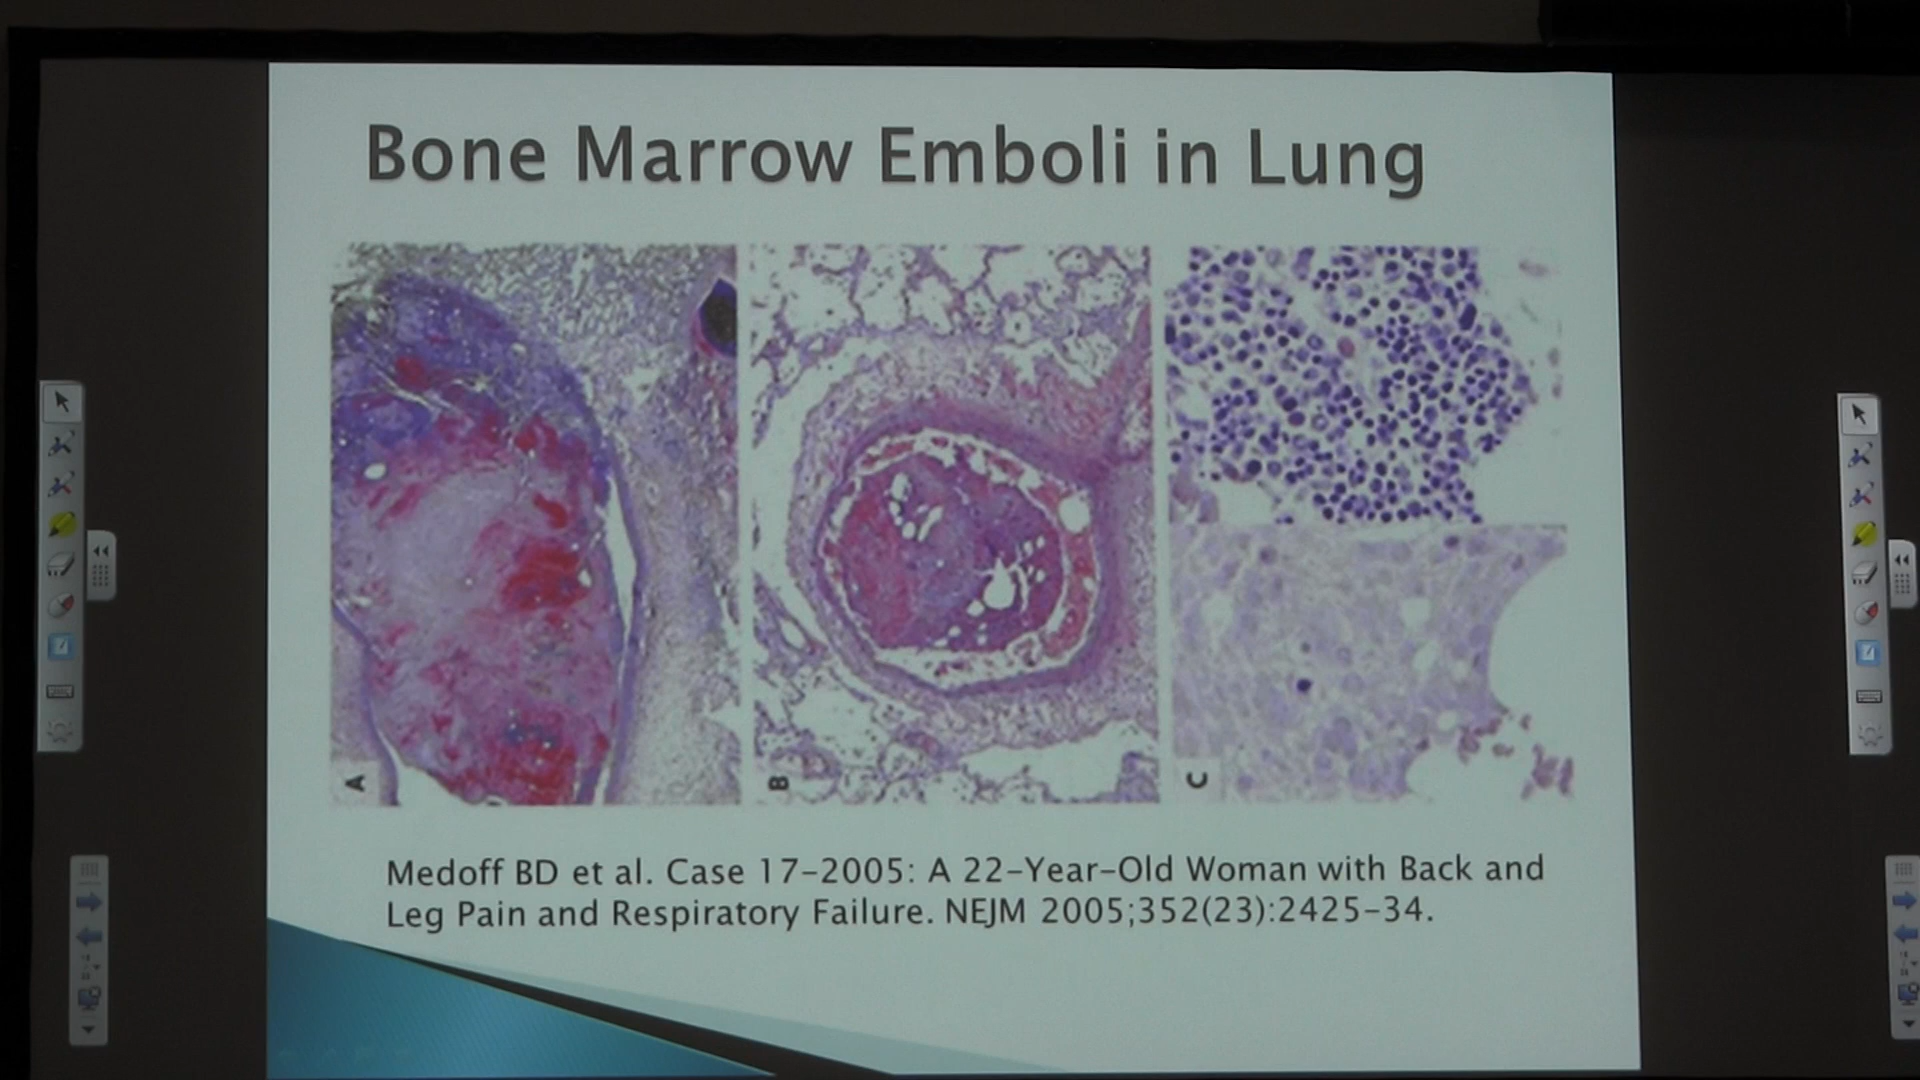 Bone Marrow Emboli in Lung
A
B
C
Medoff BD et al. Case 17-2005: A 22-Year-Old Woman with Back and
Leg Pain and Respiratory Failure. NEJM 2005;352(23):2425-34.